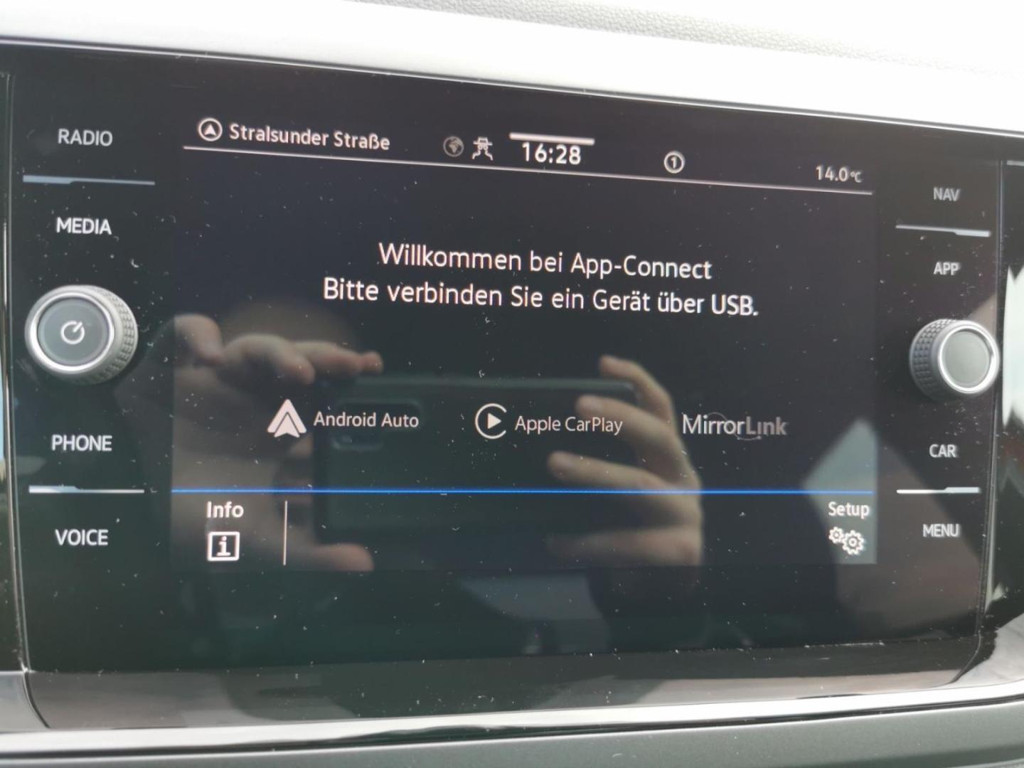 RADIO
MEDIA
PHONE
VOICE
Stralsunder Straße
16:28
1
14.0°C
Willkommen bei App-Connect
Bitte verbinden Sie ein Gerät über USB.
Android Auto
Apple CarPlay
MirrorLink
Info
i
Setup
NAV
APP
CAR
MENU